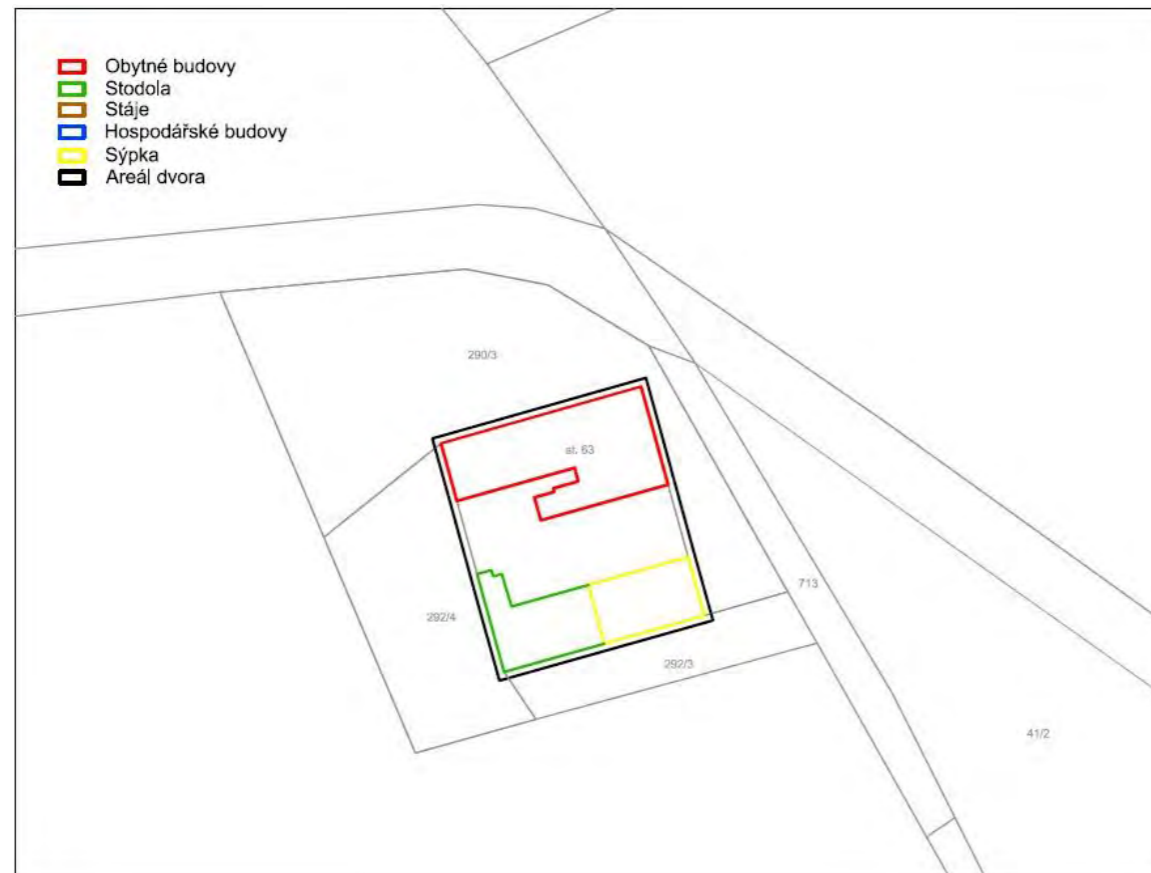 Obytné budovy
Stodola
Stáje
Hospodářské budovy
Sýpka
Areál dvora
290/3
st. 63
713
292/4
292/3
41/2